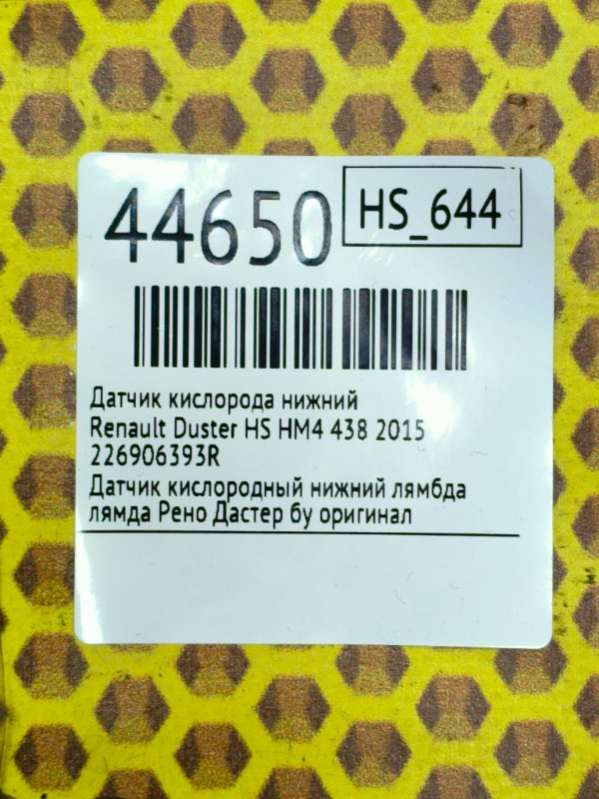 44650
HS_644
Датчик кислорода нижний
Renault Duster HS HM4 438 2015
226906393R
Датчик кислородный нижний лямбда
лямда Рено Дастер бу оригинал